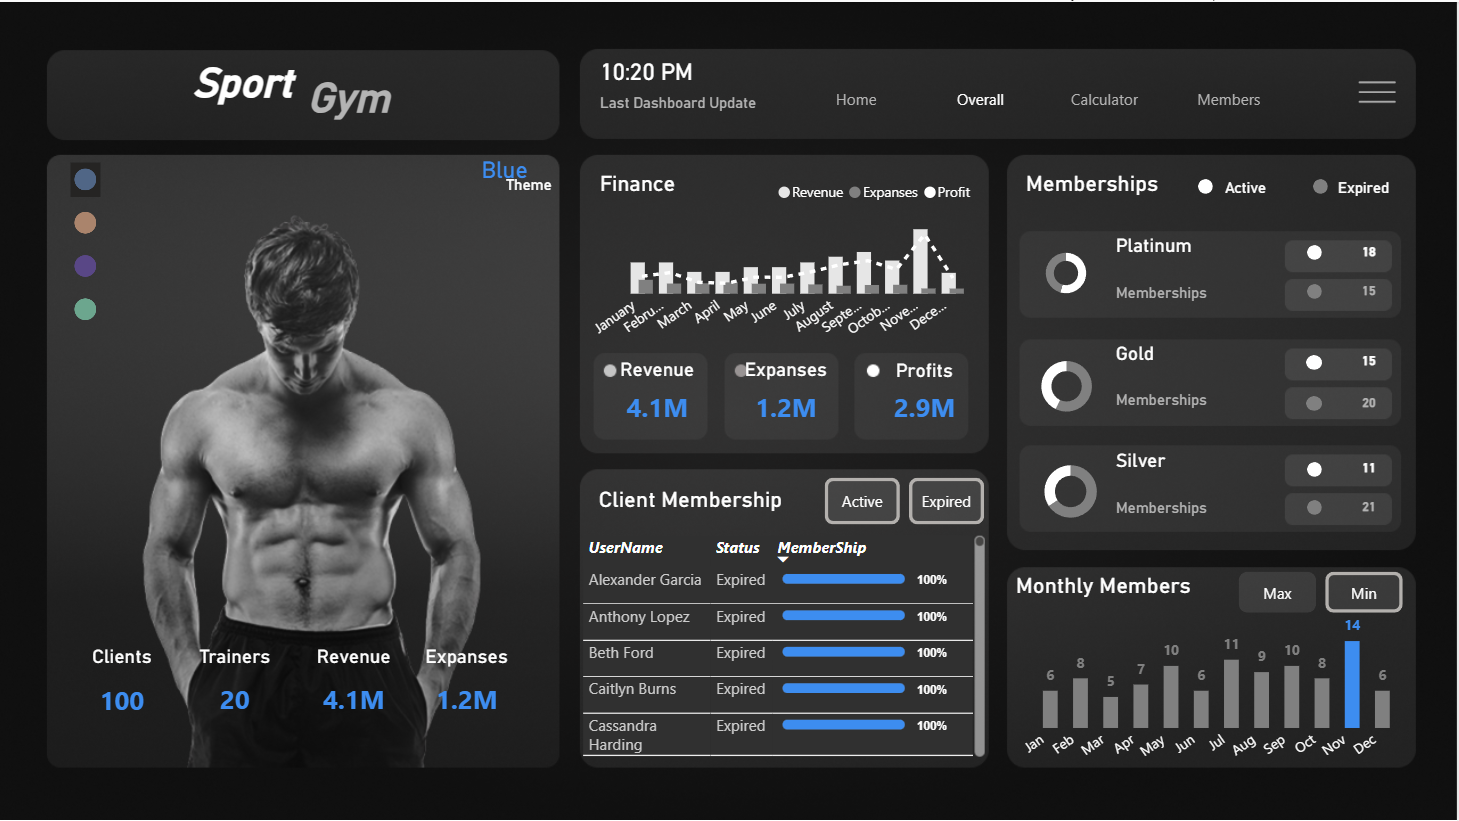 Sport Gym
10:20 PM
Last Dashboard Update
Home Overall Calculator Members
Blue
Theme
Clients Trainers Revenue Expanses
100 20 4.1M 1.2M
Finance
Revenue Expanses Profit
January Febru... March April May June July August Septe... Octob... Nove... Dece...
Revenue Expanses Profits
4.1M 1.2M 2.9M
Client Membership Active Expired
UserName Status MemberShip
Alexander Garcia Expired 100%
Anthony Lopez Expired 100%
Beth Ford Expired 100%
Caitlyn Burns Expired 100%
Cassandra Expired 100%
Harding
Memberships Active Expired
Platinum 18
Memberships 15
Gold 15
Memberships 20
Silver 11
Memberships 21
Monthly Members Max Min
6 8 5 7 10 6 11 9 10 8 14 6
Jan Feb Mar Apr May Jun Jul Aug Sep Oct Nov Dec